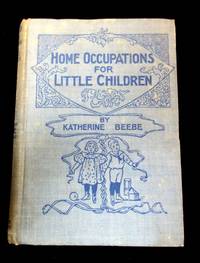 HOME OCCUPATIONS
FOR
LITTLE CHILDREN
BY
KATHERINE BEEBE